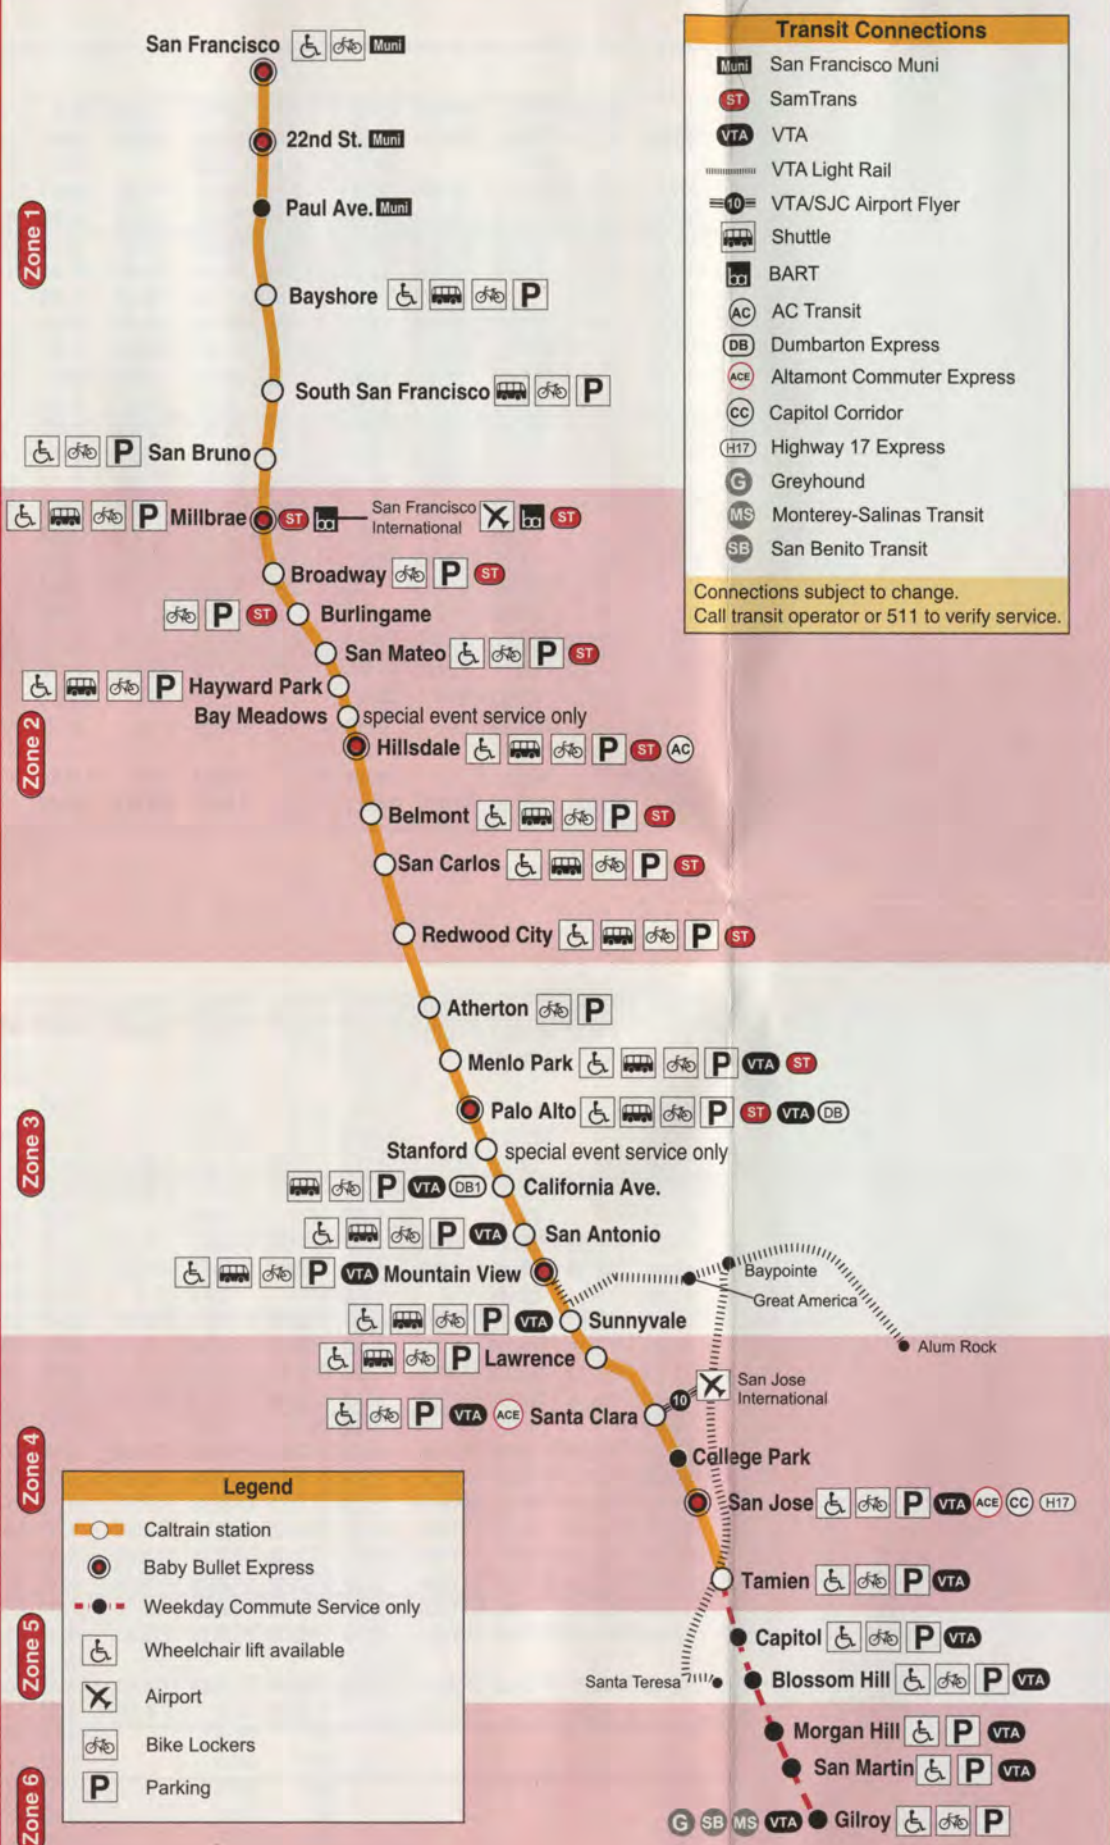 San Francisco Muni
22nd St. Muni
Paul Ave. Muni
Zone 1
Bayshore P
South San Francisco P
P San Bruno
Transit Connections
Muni San Francisco Muni
ST SamTrans
VTA VTA
VTA Light Rail
10 VTA/SJC Airport Flyer
Shuttle
ba BART
AC AC Transit
DB Dumbarton Express
ACE Altamont Commuter Express
CC Capitol Corridor
H17 Highway 17 Express
G Greyhound
MS Monterey-Salinas Transit
SB San Benito Transit
Connections subject to change.
Call transit operator or 511 to verify service.
P Millbrae ST ba San Francisco
International ba ST
Broadway P ST
P ST Burlingame
San Mateo P ST
P Hayward Park
Bay Meadows special event service only
Zone 2
Hillsdale P ST AC
Belmont P ST
San Carlos P ST
Redwood City P ST
Atherton P
Menlo Park P VTA ST
Palo Alto P ST VTA DB
Zone 3
Stanford special event service only
P VTA DB1 California Ave.
P VTA San Antonio
P VTA Mountain View
Baypointe
Great America
P VTA Sunnyvale
Alum Rock
P Lawrence
San Jose
International
10
P VTA ACE Santa Clara
College Park
Zone 4
San Jose P VTA ACE CC H17
Tamien P VTA
Zone 5
Capitol P VTA
Santa Teresa
Blossom Hill P VTA
Morgan Hill P VTA
San Martin P VTA
Zone 6
G SB MS VTA Gilroy P
Legend
Caltrain station
Baby Bullet Express
Weekday Commute Service only
Wheelchair lift available
Airport
Bike Lockers
P Parking